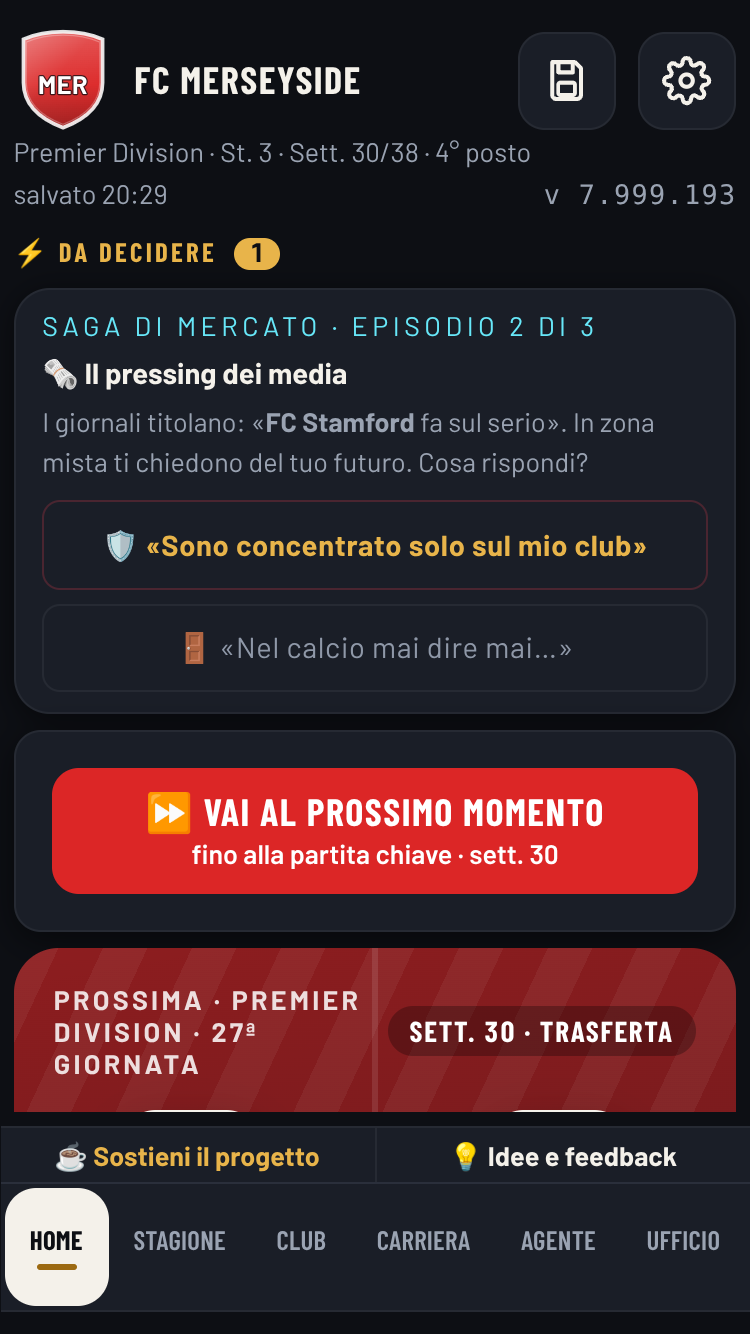 MER
FC MERSEYSIDE
Premier Division · St. 3 · Sett. 30/38 · 4° posto
salvato 20:29
v 7.999.193
⚡ DA DECIDERE 1
SAGA DI MERCATO · EPISODIO 2 DI 3
🗞️ Il pressing dei media
I giornali titolano: «FC Stamford fa sul serio». In zona
mista ti chiedono del tuo futuro. Cosa rispondi?
🛡️ «Sono concentrato solo sul mio club»
🚪 «Nel calcio mai dire mai…»
⏩ VAI AL PROSSIMO MOMENTO
fino alla partita chiave · sett. 30
PROSSIMA · PREMIER
DIVISION · 27ª
GIORNATA
SETT. 30 · TRASFERTA
☕ Sostieni il progetto
💡 Idee e feedback
HOME
STAGIONE
CLUB
CARRIERA
AGENTE
UFFICIO